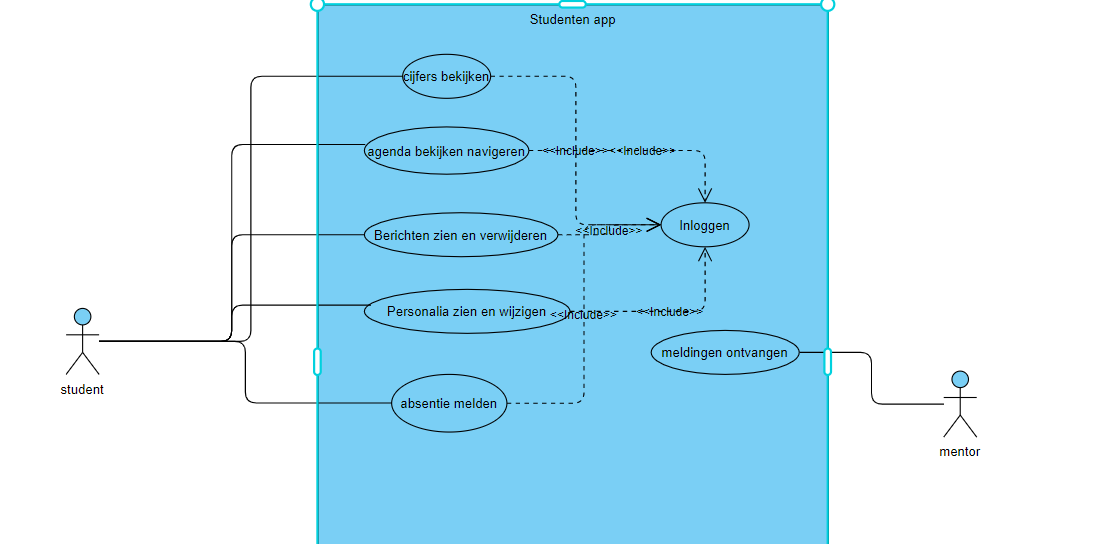 Studenten app
cijfers bekijken
agenda bekijken navigeren
<<Include>>
<<Include>>
Inloggen
Berichten zien en verwijderen
<<Include>>
Personalia zien en wijzigen
<<Include>>
<<Include>>
meldingen ontvangen
student
absentie melden
mentor